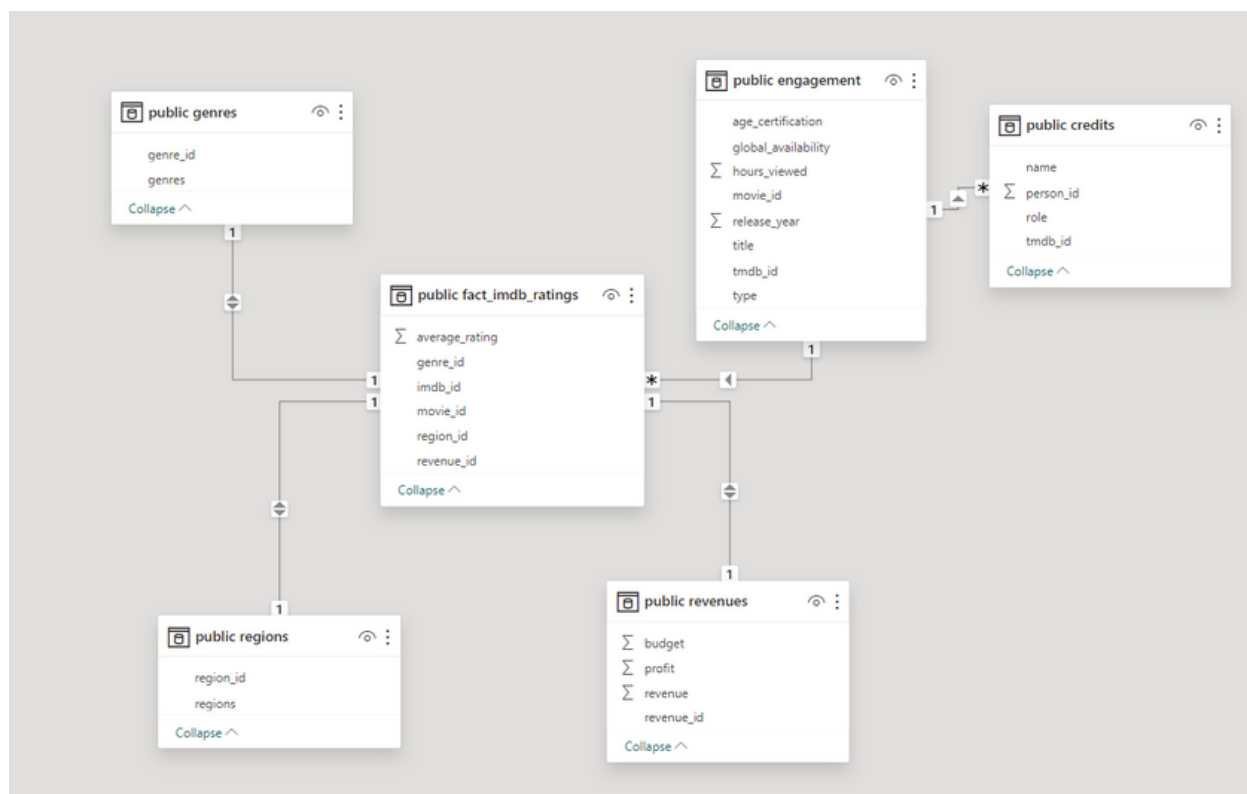 public genres
genre_id
genres
Collapse
1
public engagement
age_certification
global_availability
Σ hours_viewed
movie_id
Σ release_year
title
tmdb_id
type
Collapse
1
1
*
public credits
name
Σ person_id
role
tmdb_id
Collapse
public fact_imdb_ratings
Σ average_rating
genre_id
imdb_id
movie_id
region_id
revenue_id
Collapse
1
1
*
1
1
public regions
region_id
regions
Collapse
1
public revenues
Σ budget
Σ profit
Σ revenue
revenue_id
Collapse